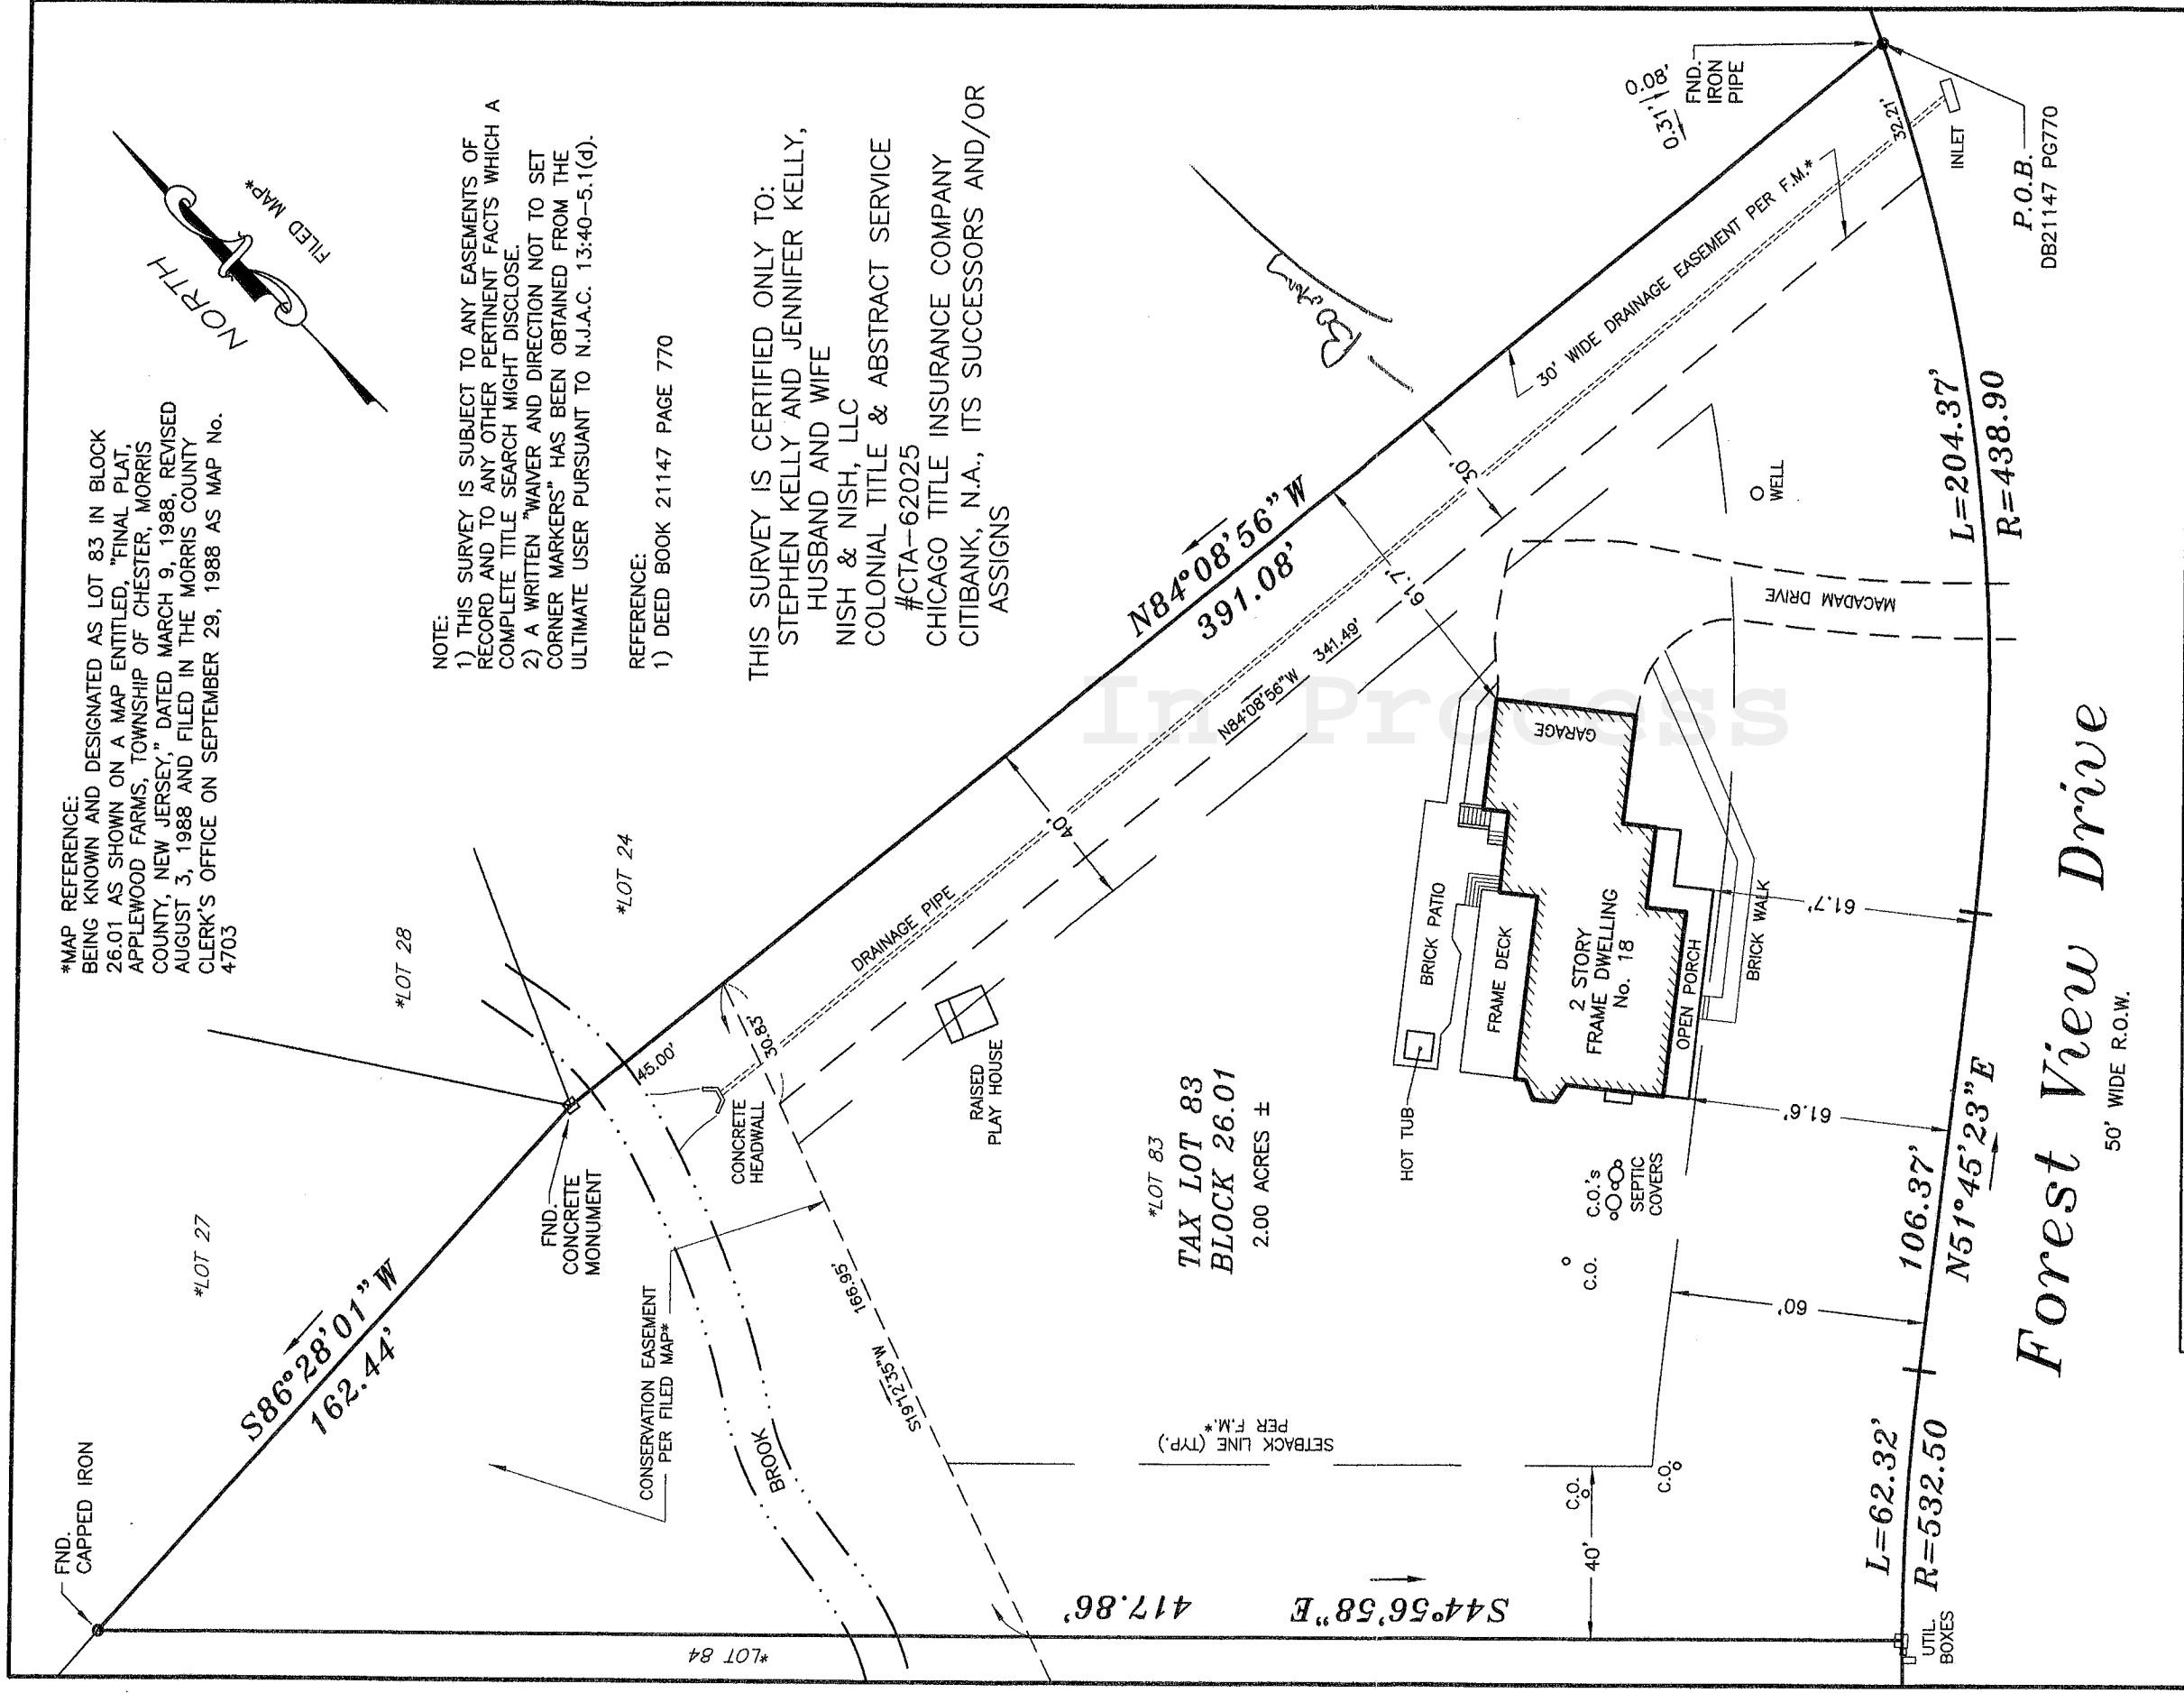 *MAP REFERENCE:
BEING KNOWN AND DESIGNATED AS LOT 83 IN BLOCK
26.01 AS SHOWN ON A MAP ENTITLED, "FINAL PLAT,
APPLEWOOD FARMS, TOWNSHIP OF CHESTER, MORRIS
COUNTY, NEW JERSEY," DATED MARCH 9, 1988, REVISED
AUGUST 3, 1988 AND FILED IN THE MORRIS COUNTY
CLERK'S OFFICE ON SEPTEMBER 29, 1988 AS MAP No.
4703
NORTH
FILED MAP*
NOTE:
1) THIS SURVEY IS SUBJECT TO ANY EASEMENTS OF
RECORD AND TO ANY OTHER PERTINENT FACTS WHICH A
COMPLETE TITLE SEARCH MIGHT DISCLOSE.
2) A WRITTEN "WAIVER AND DIRECTION NOT TO SET
CORNER MARKERS" HAS BEEN OBTAINED FROM THE
ULTIMATE USER PURSUANT TO N.J.A.C. 13:40-5.1(d).
REFERENCE:
1) DEED BOOK 21147 PAGE 770
THIS SURVEY IS CERTIFIED ONLY TO:
STEPHEN KELLY AND JENNIFER KELLY,
HUSBAND AND WIFE
NISH & NISH, LLC
COLONIAL TITLE & ABSTRACT SERVICE
#CTA-62025
CHICAGO TITLE INSURANCE COMPANY
CITIBANK, N.A., ITS SUCCESSORS AND/OR
ASSIGNS
FND.
CAPPED IRON
*LOT 27
*LOT 28
*LOT 24
*LOT 84
S86°28'01"W
162.44'
FND.
CONCRETE
MONUMENT
45.00'
30.83'
CONCRETE
HEADWALL
CONSERVATION EASEMENT
PER FILED MAP*
BROOK
S19°12'35"W
166.95'
DRAINAGE PIPE
RAISED
PLAY HOUSE
40'
N84°08'56"W
391.08'
N84°08'56"W
341.49'
61.7'
30'
30' WIDE DRAINAGE EASEMENT PER F.M.*
0.31'
0.08'
FND.
IRON
PIPE
32.21'
INLET
P.O.B.
DB21147 PG770
*LOT 83
TAX LOT 83
BLOCK 26.01
2.00 ACRES ±
HOT TUB
BRICK PATIO
FRAME DECK
2 STORY
FRAME DWELLING
No. 18
GARAGE
OPEN PORCH
BRICK WALK
WELL
MACADAM DRIVE
C.O.'s
SEPTIC
COVERS
C.O.
C.O.
C.O.
SETBACK LINE (TYP.)
PER F.M.*
40'
60'
61.6'
61.7'
417.86'
S44°56'58"E
UTIL.
BOXES
L=62.32'
R=532.50
106.37'
N51°45'23"E
L=204.37'
R=438.90
Forest View Drive
50' WIDE R.O.W.
In Process